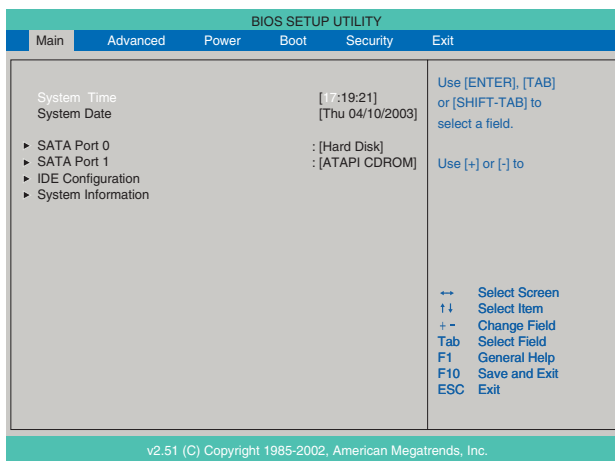 BIOS SETUP UTILITY
Main Advanced Power Boot Security Exit
System Time [17:19:21]
System Date [Thu 04/10/2003]
SATA Port 0 : [Hard Disk]
SATA Port 1 : [ATAPI CDROM]
IDE Configuration
System Information
Use [ENTER], [TAB]
or [SHIFT-TAB] to
select a field.
Use [+] or [-] to
↔ Select Screen
↑↓ Select Item
+ - Change Field
Tab Select Field
F1 General Help
F10 Save and Exit
ESC Exit
v2.51 (C) Copyright 1985-2002, American Megatrends, Inc.